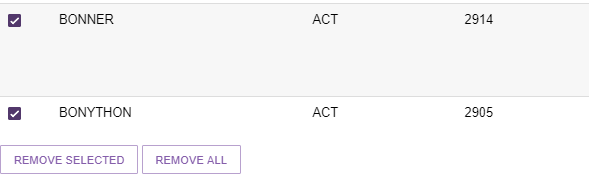 BONNER ACT 2914
BONYTHON ACT 2905
REMOVE SELECTED REMOVE ALL